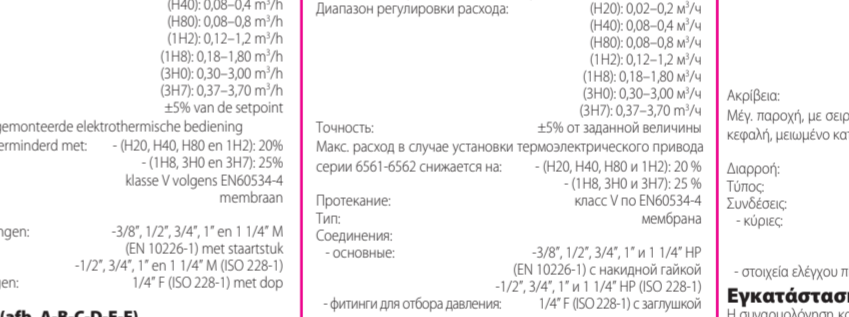 (H40): 0,08–0,4 m³/h
(H80): 0,08–0,8 m³/h
(1H2): 0,12–1,2 m³/h
(1H8): 0,18–1,80 m³/h
(3H0): 0,30–3,00 m³/h
(3H7): 0,37–3,70 m³/h
±5% van de setpoint
gemonteerde elektrothermische bediening
erminderd met: - (H20, H40, H80 en 1H2): 20%
- (1H8, 3H0 en 3H7): 25%
klasse V volgens EN60534-4
membraan
ngen: -3/8”, 1/2”, 3/4”, 1” en 1 1/4” M
(EN 10226-1) met staartstuk
-1/2”, 3/4”, 1” en 1 1/4” M (ISO 228-1)
gen: 1/4” F (ISO 228-1) met dop
(afb. A-B-C-D-E-F)
Диапазон регулировки расхода: (H20): 0,02–0,2 м³/ч
(H40): 0,08–0,4 м³/ч
(H80): 0,08–0,8 м³/ч
(1H2): 0,12–1,2 м³/ч
(1H8): 0,18–1,80 м³/ч
(3H0): 0,30–3,00 м³/ч
(3H7): 0,37–3,70 м³/ч
Точность: ±5% от заданной величины
Макс. расход в случае установки термоэлектрического привода
серии 6561-6562 снижается на: - (H20, H40, H80 и 1H2): 20 %
- (1H8, 3H0 и 3H7): 25 %
Протекание: класс V по EN60534-4
Тип: мембрана
Соединения:
- основные: -3/8”, 1/2”, 3/4”, 1” и 1 1/4” НР
(EN 10226-1) с накидной гайкой
-1/2”, 3/4”, 1” и 1 1/4” НР (ISO 228-1)
- фитинги для отбора давления: 1/4” F (ISO 228-1) с заглушкой
Ακρίβεια:
Μέγ. παροχή, με σειρ
κεφαλή, μειωμένο κατ
Διαρροή:
Τύπος:
Συνδέσεις:
- κύριες:
- στοιχεία ελέγχου π
Εγκατάσταση
Η συναρμολόγηση κα